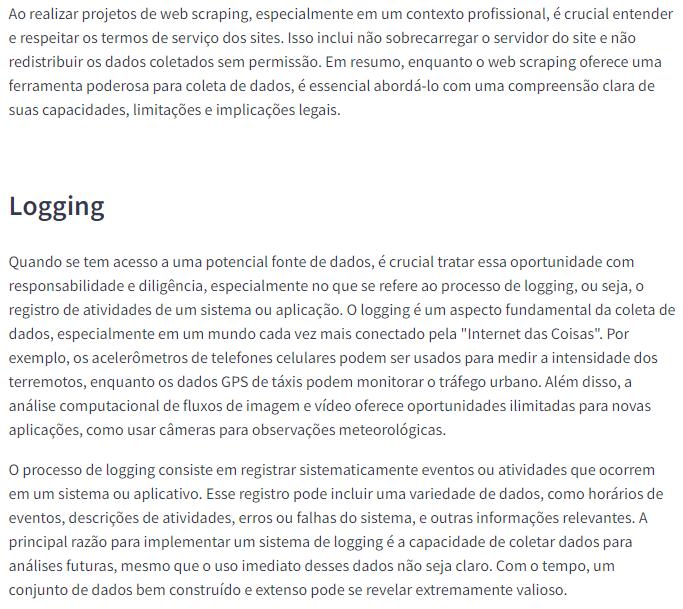 Ao realizar projetos de web scraping, especialmente em um contexto profissional, é crucial entender
e respeitar os termos de serviço dos sites. Isso inclui não sobrecarregar o servidor do site e não
redistribuir os dados coletados sem permissão. Em resumo, enquanto o web scraping oferece uma
ferramenta poderosa para coleta de dados, é essencial abordá-lo com uma compreensão clara de
suas capacidades, limitações e implicações legais.
Logging
Quando se tem acesso a uma potencial fonte de dados, é crucial tratar essa oportunidade com
responsabilidade e diligência, especialmente no que se refere ao processo de logging, ou seja, o
registro de atividades de um sistema ou aplicação. O logging é um aspecto fundamental da coleta de
dados, especialmente em um mundo cada vez mais conectado pela "Internet das Coisas". Por
exemplo, os acelerômetros de telefones celulares podem ser usados para medir a intensidade dos
terremotos, enquanto os dados GPS de táxis podem monitorar o tráfego urbano. Além disso, a
análise computacional de fluxos de imagem e vídeo oferece oportunidades ilimitadas para novas
aplicações, como usar câmeras para observações meteorológicas.
O processo de logging consiste em registrar sistematicamente eventos ou atividades que ocorrem
em um sistema ou aplicativo. Esse registro pode incluir uma variedade de dados, como horários de
eventos, descrições de atividades, erros ou falhas do sistema, e outras informações relevantes. A
principal razão para implementar um sistema de logging é a capacidade de coletar dados para
análises futuras, mesmo que o uso imediato desses dados não seja claro. Com o tempo, um
conjunto de dados bem construído e extenso pode se revelar extremamente valioso.